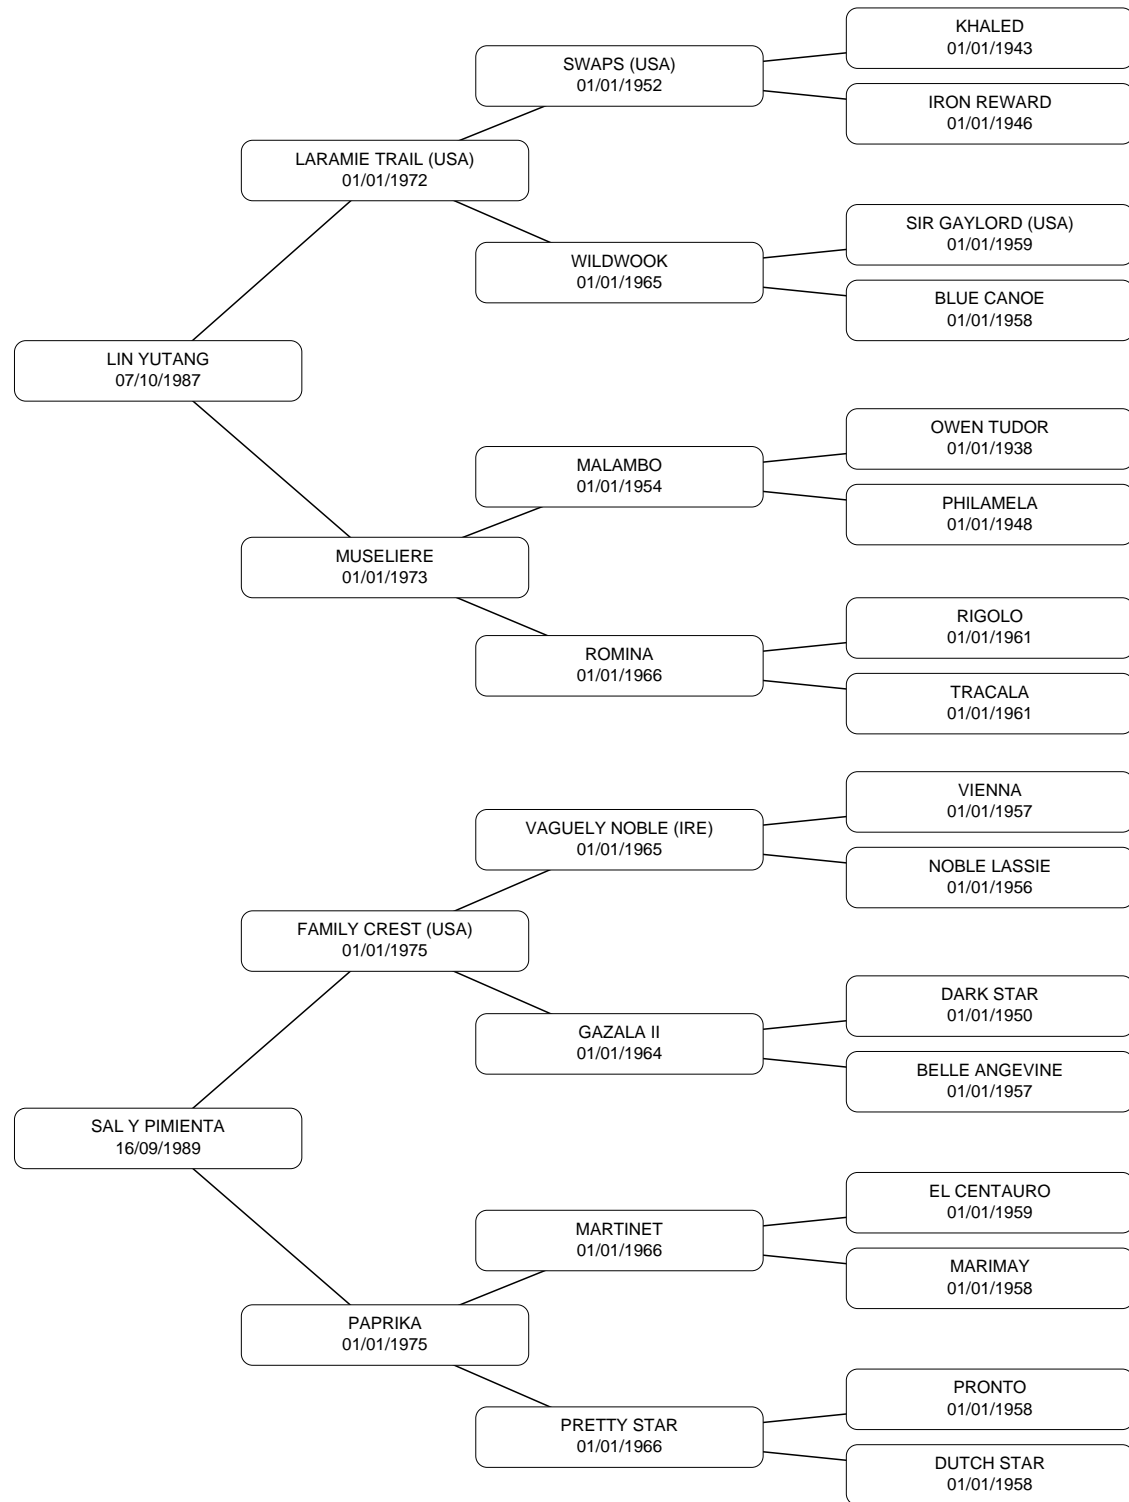 KHALED
01/01/1943
SWAPS (USA)
01/01/1952
IRON REWARD
01/01/1946
LARAMIE TRAIL (USA)
01/01/1972
SIR GAYLORD (USA)
01/01/1959
WILDWOOK
01/01/1965
BLUE CANOE
01/01/1958
LIN YUTANG
07/10/1987
OWEN TUDOR
01/01/1938
MALAMBO
01/01/1954
PHILAMELA
01/01/1948
MUSELIERE
01/01/1973
RIGOLO
01/01/1961
ROMINA
01/01/1966
TRACALA
01/01/1961
VIENNA
01/01/1957
VAGUELY NOBLE (IRE)
01/01/1965
NOBLE LASSIE
01/01/1956
FAMILY CREST (USA)
01/01/1975
DARK STAR
01/01/1950
GAZALA II
01/01/1964
BELLE ANGEVINE
01/01/1957
SAL Y PIMIENTA
16/09/1989
EL CENTAURO
01/01/1959
MARTINET
01/01/1966
MARIMAY
01/01/1958
PAPRIKA
01/01/1975
PRONTO
01/01/1958
PRETTY STAR
01/01/1966
DUTCH STAR
01/01/1958